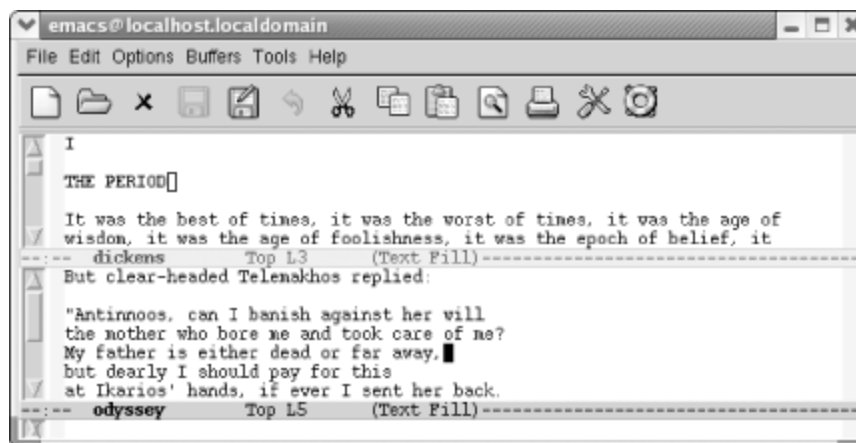 emacs@localhost.localdomain
File Edit Options Buffers Tools Help
I
THE PERIOD
It was the best of times, it was the worst of times, it was the age of
wisdom, it was the age of foolishness, it was the epoch of belief, it
--:-- dickens Top L3 (Text Fill)--------------------------------------------
But clear-headed Telemakhos replied:
"Antinnoos, can I banish against her will
the mother who bore me and took care of me?
My father is either dead or far away,
but dearly I should pay for this
at Ikarios' hands, if ever I sent her back.
--:-- odyssey Top L5 (Text Fill)--------------------------------------------